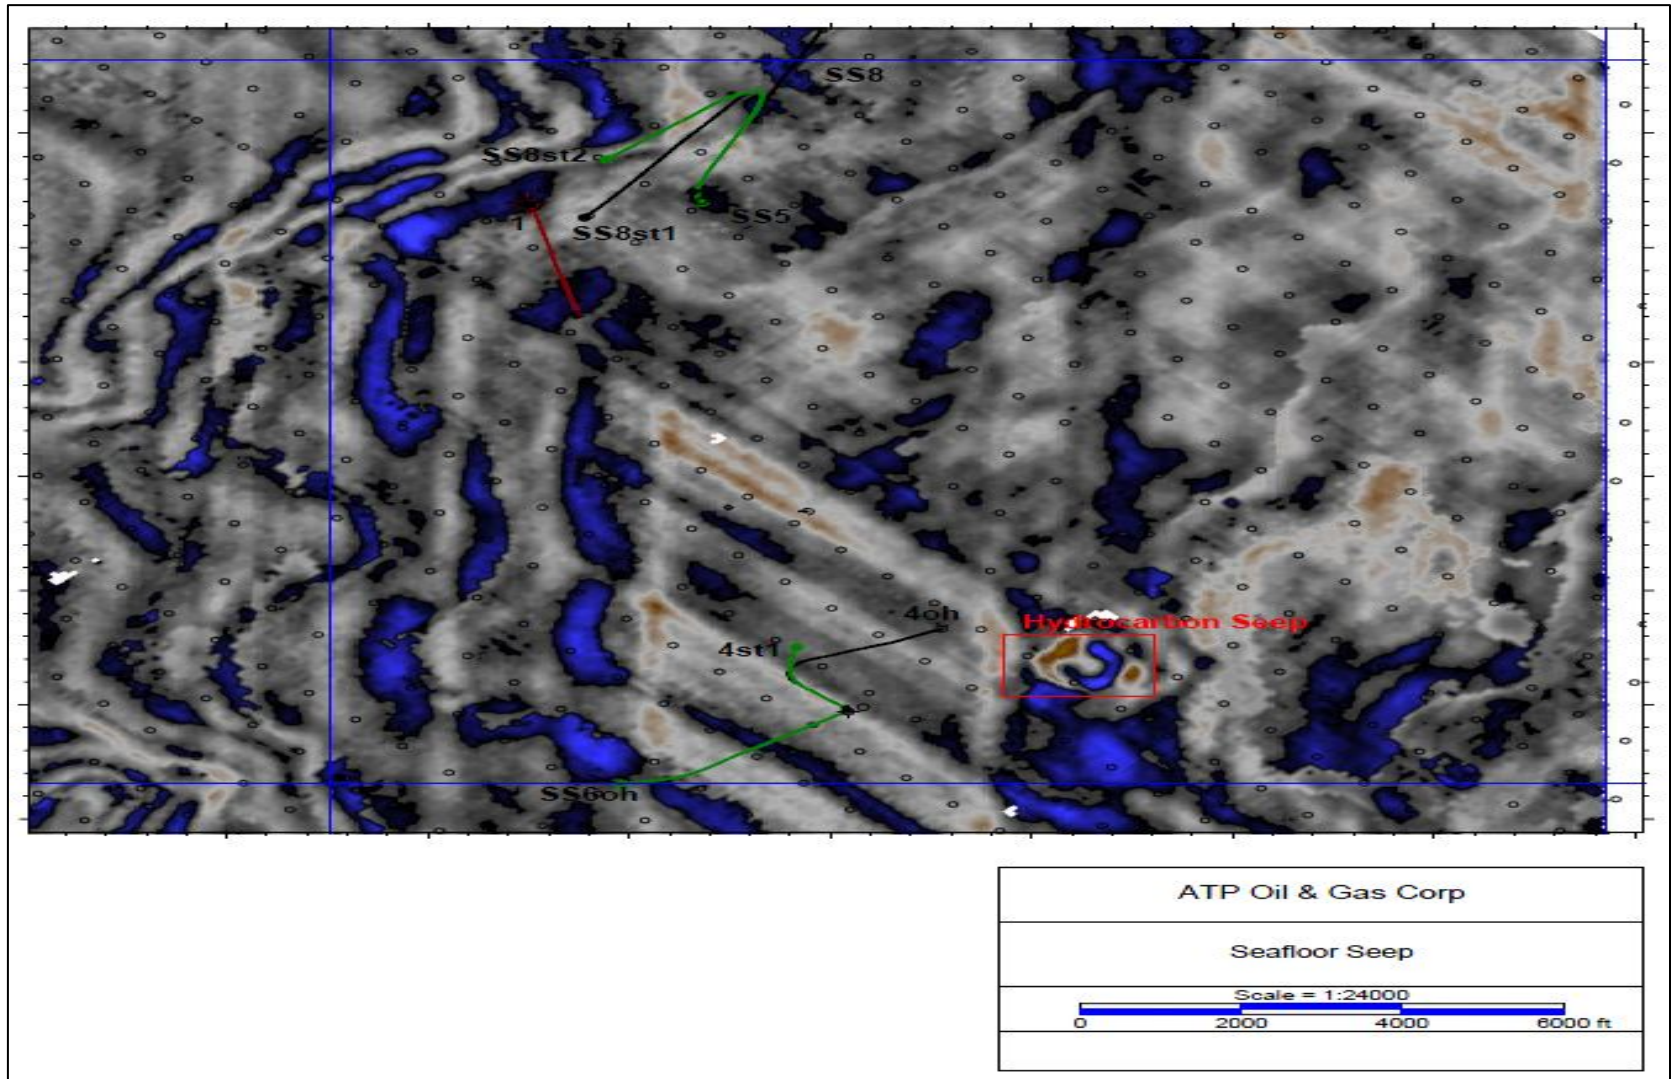 SS8
SS8st2
SS5
1
SS8st1
4oh
Hydrocarbon Seep
4st1
SS6oh
ATP Oil & Gas Corp
Seafloor Seep
Scale = 1:24000
0 2000 4000 6000 ft